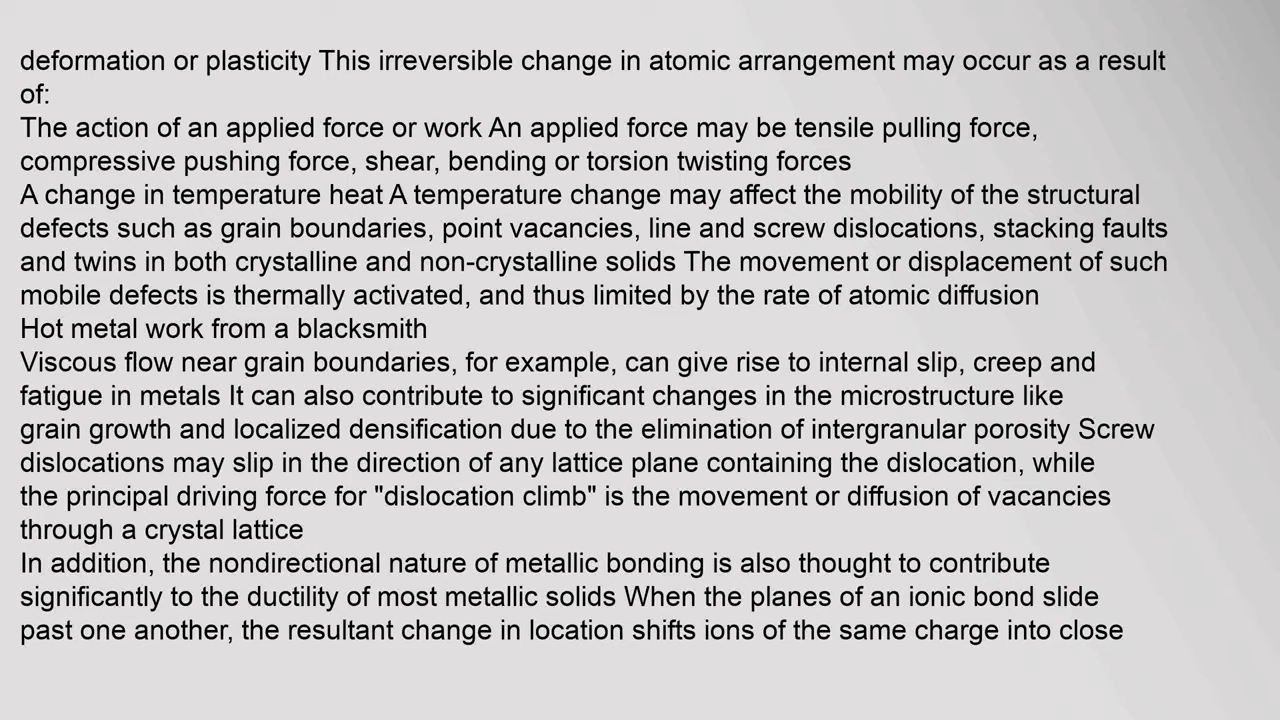 deformation or plasticity This irreversible change in atomic arrangement may occur as a result
of:
The action of an applied force or work An applied force may be tensile pulling force,
compressive pushing force, shear, bending or torsion twisting forces
A change in temperature heat A temperature change may affect the mobility of the structural
defects such as grain boundaries, point vacancies, line and screw dislocations, stacking faults
and twins in both crystalline and non-crystalline solids The movement or displacement of such
mobile defects is thermally activated, and thus limited by the rate of atomic diffusion
Hot metal work from a blacksmith
Viscous flow near grain boundaries, for example, can give rise to internal slip, creep and
fatigue in metals It can also contribute to significant changes in the microstructure like
grain growth and localized densification due to the elimination of intergranular porosity Screw
dislocations may slip in the direction of any lattice plane containing the dislocation, while
the principal driving force for "dislocation climb" is the movement or diffusion of vacancies
through a crystal lattice
In addition, the nondirectional nature of metallic bonding is also thought to contribute
significantly to the ductility of most metallic solids When the planes of an ionic bond slide
past one another, the resultant change in location shifts ions of the same charge into close